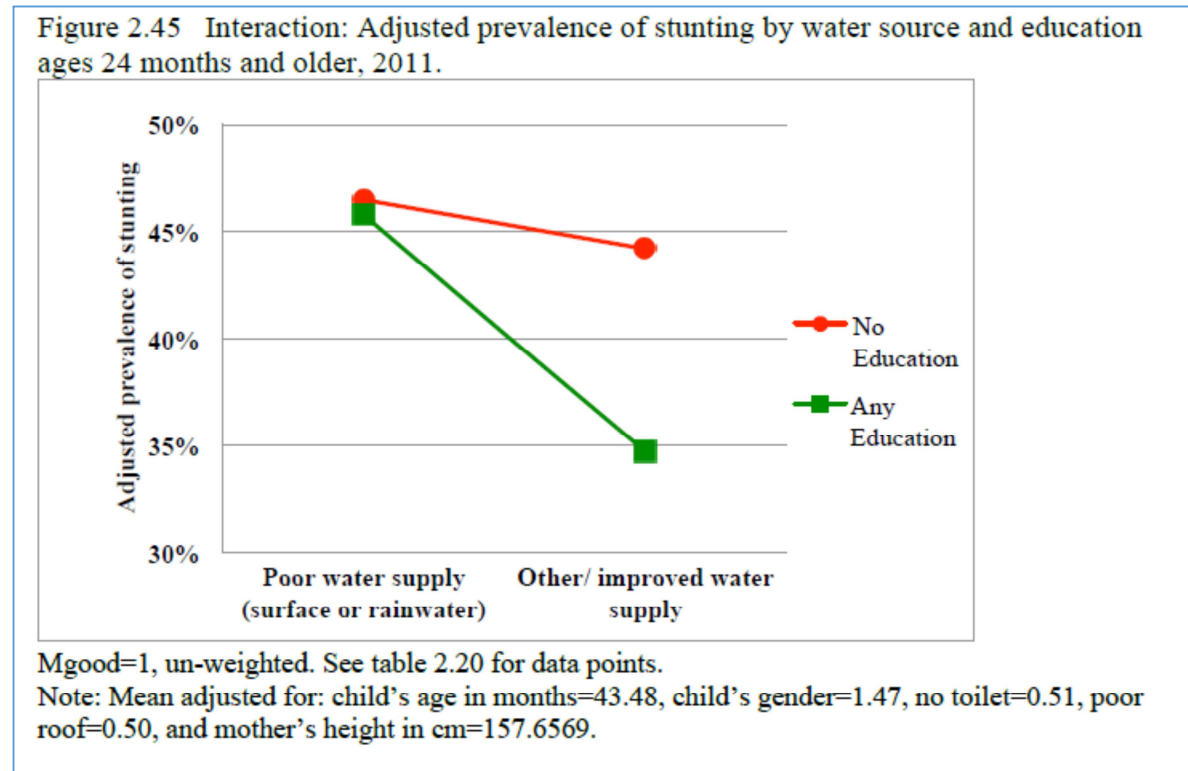 Figure 2.45 Interaction: Adjusted prevalence of stunting by water source and education
ages 24 months and older, 2011.
Adjusted prevalence of stunting
50%
45%
40%
35%
30%
Poor water supply
(surface or rainwater)
Other/ improved water
supply
No
Education
Any
Education
Mgood=1, un-weighted. See table 2.20 for data points.
Note: Mean adjusted for: child’s age in months=43.48, child’s gender=1.47, no toilet=0.51, poor
roof=0.50, and mother’s height in cm=157.6569.